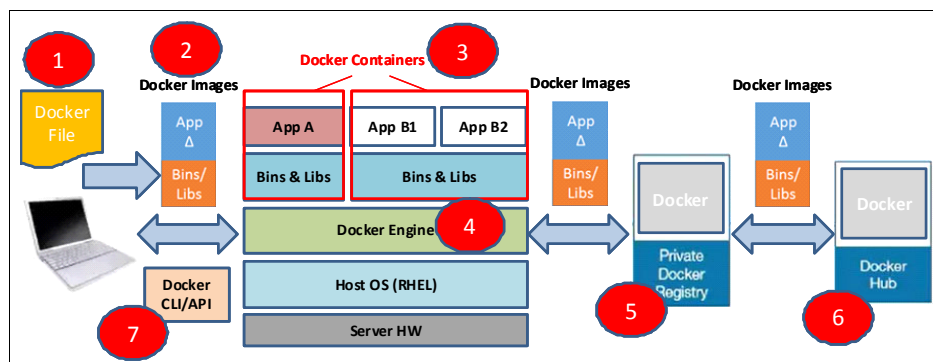 1
2
3
Docker Containers
Docker Images
Docker Images
Docker Images
Docker
File
App
Δ
Bins/
Libs
App A
App B1
App B2
Bins & Libs
Bins & Libs
App
Δ
Bins/
Libs
App
Δ
Bins/
Libs
Docker
Docker
Docker Engine
4
Private
Docker
Registry
Docker
Hub
Docker
CLI/API
Host OS (RHEL)
5
6
7
Server HW